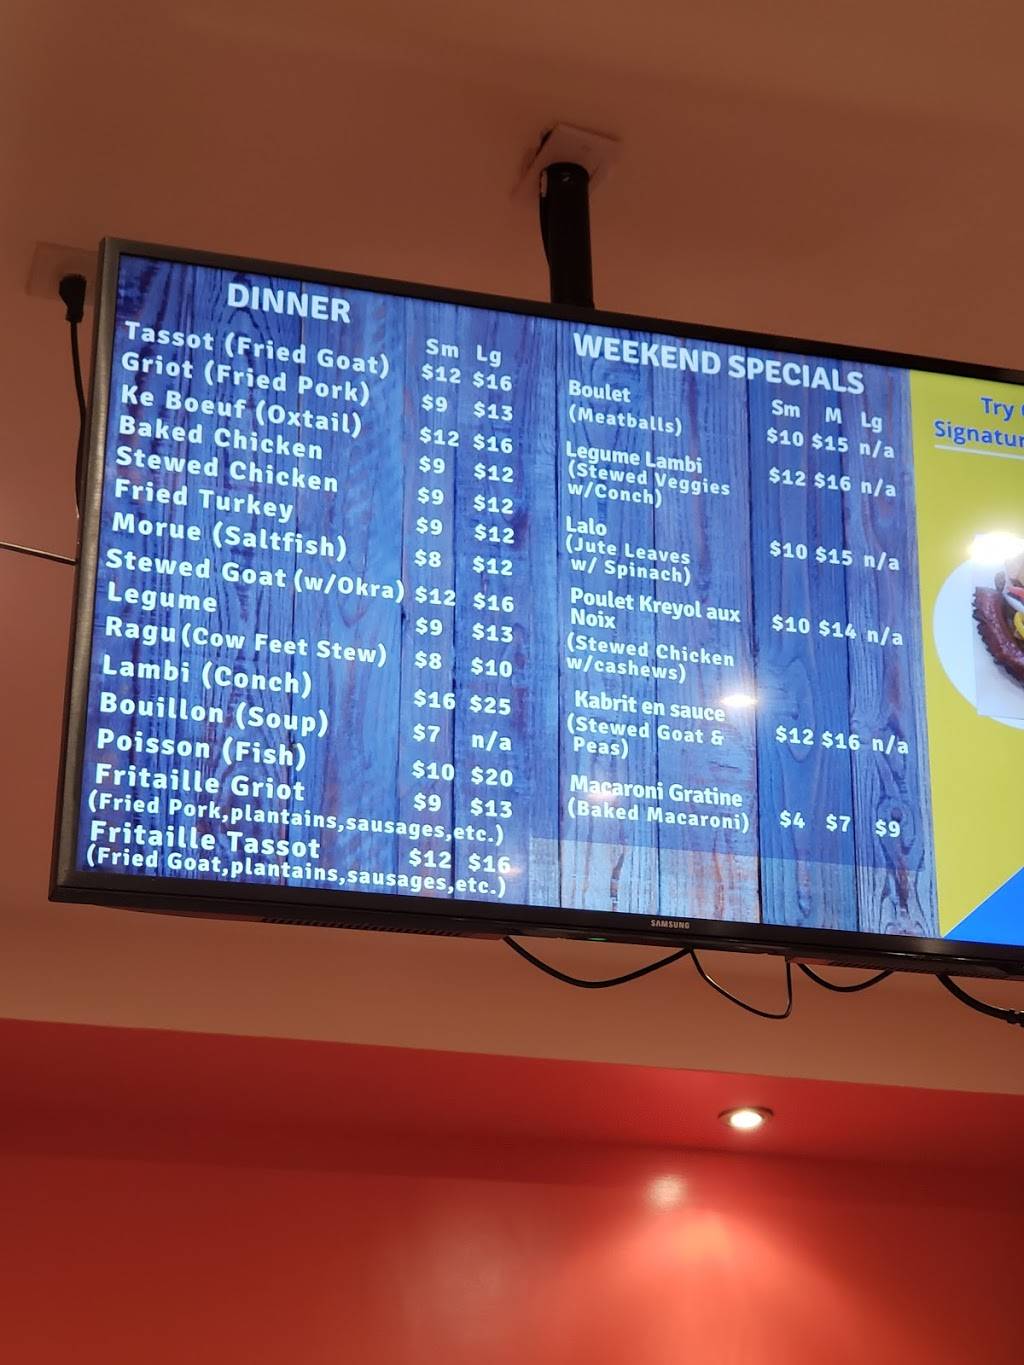 DINNER
Sm Lg
Tassot (Fried Goat) $12 $16
Griot (Fried Pork) $9 $13
Ke Boeuf (Oxtail) $12 $16
Baked Chicken $9 $12
Stewed Chicken $9 $12
Fried Turkey $9 $12
Morue (Saltfish) $8 $12
Stewed Goat (w/Okra) $12 $16
Legume $9 $13
Ragu (Cow Feet Stew) $8 $10
Lambi (Conch) $16 $25
Bouillon (Soup) $7 n/a
Poisson (Fish) $10 $20
Fritaille Griot $9 $13
(Fried Pork,plantains,sausages,etc.)
Fritaille Tassot $12 $16
(Fried Goat,plantains,sausages,etc.)
WEEKEND SPECIALS
Sm M Lg
Boulet
(Meatballs) $10 $15 n/a
Legume Lambi
(Stewed Veggies $12 $16 n/a
w/Conch)
Lalo
(Jute Leaves $10 $15 n/a
w/ Spinach)
Poulet Kreyol aux
Noix $10 $14 n/a
(Stewed Chicken
w/cashews)
Kabrit en sauce
(Stewed Goat & $12 $16 n/a
Peas)
Macaroni Gratine
(Baked Macaroni) $4 $7 $9
Try
SAMSUNG